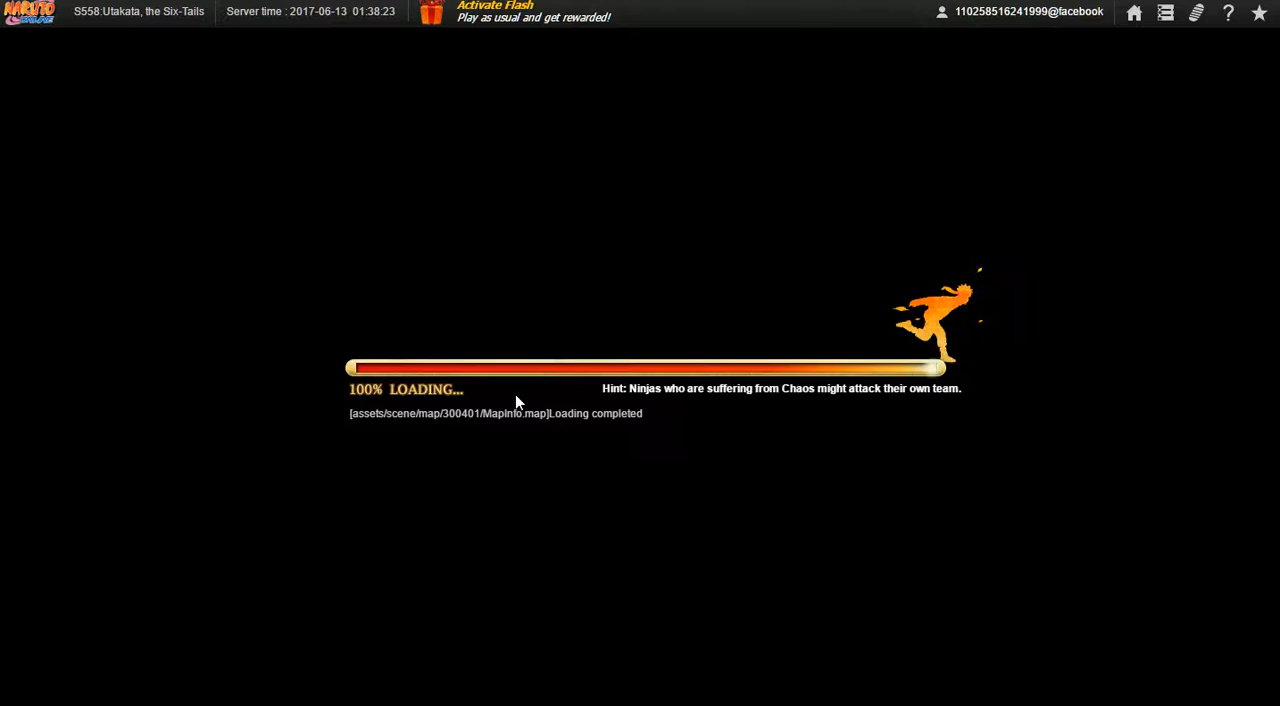 NARUTO
ONLINE
S558:Utakata, the Six-Tails
Server time : 2017-06-13 01:38:23
Activate Flash
Play as usual and get rewarded!
110258516241999@facebook
?
100% LOADING...
Hint: Ninjas who are suffering from Chaos might attack their own team.
[assets/scene/map/300401/MapInfo.map]Loading completed